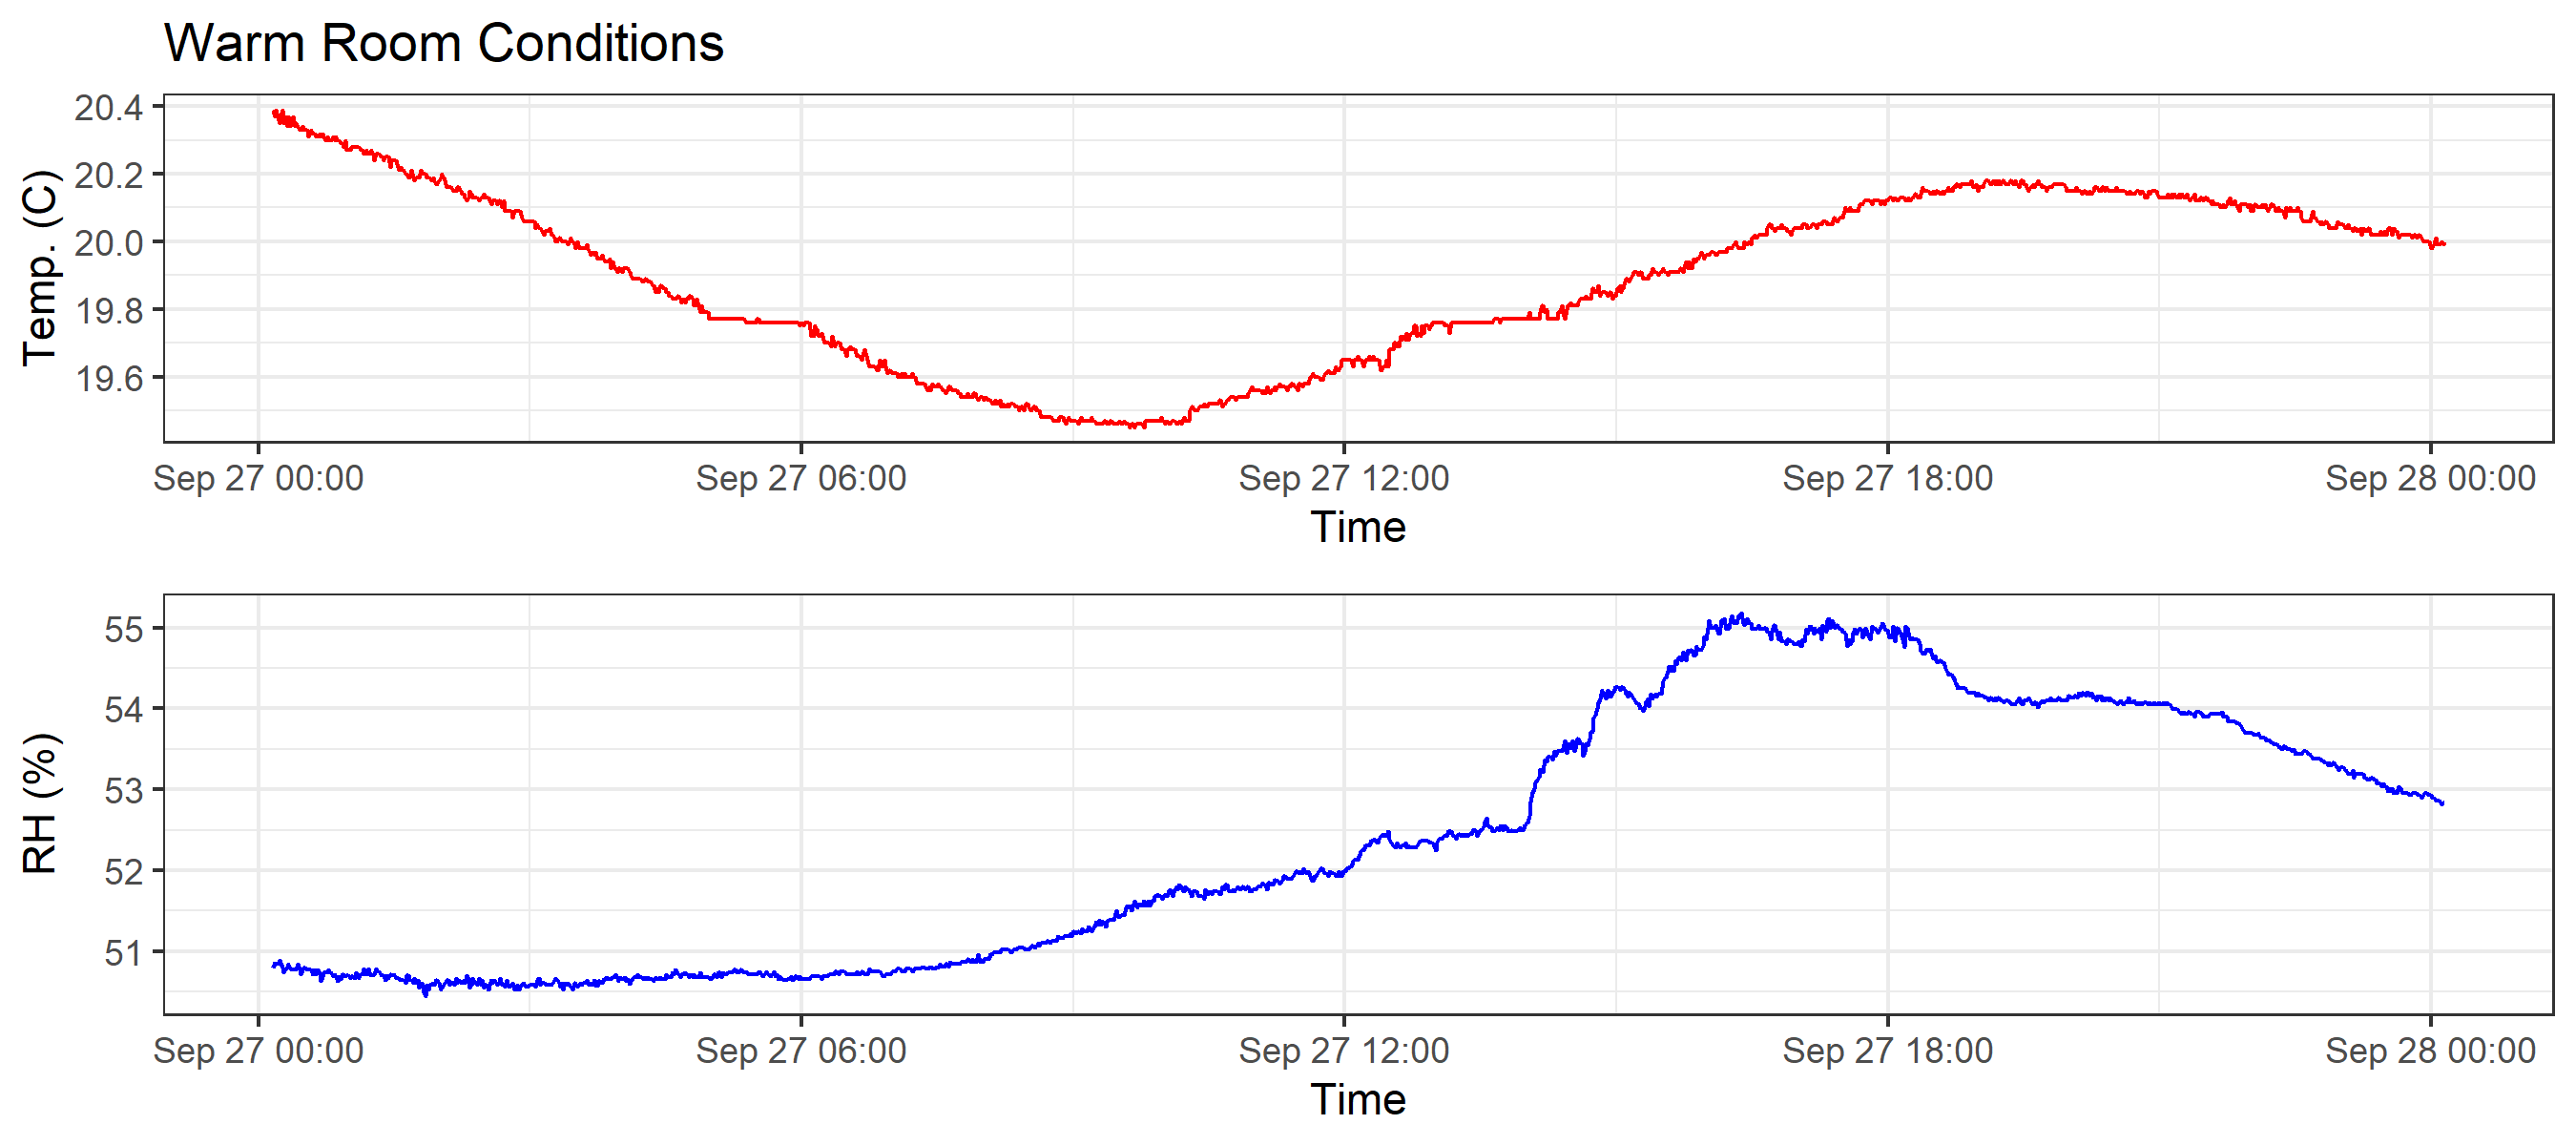 Warm Room Conditions
Temp. (C)
20.4
20.2
20.0
19.8
19.6
Sep 27 00:00 Sep 27 06:00 Sep 27 12:00 Sep 27 18:00 Sep 28 00:00
Time
RH (%)
55
54
53
52
51
Sep 27 00:00 Sep 27 06:00 Sep 27 12:00 Sep 27 18:00 Sep 28 00:00
Time